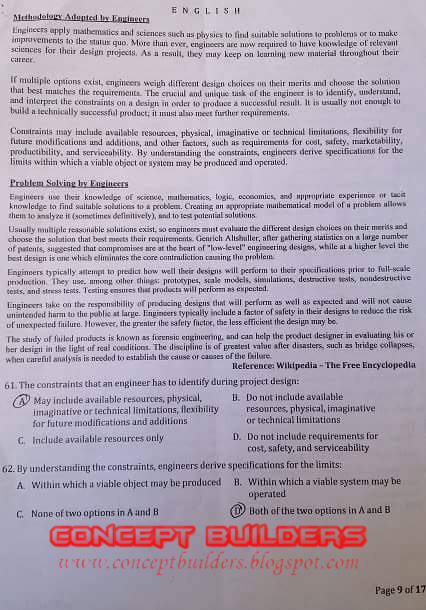 E N G L I S H
Methodology Adopted by Engineers
Engineers apply mathematics and sciences such as physics to find suitable solutions to problems or to make
improvements to the status quo. More than ever, engineers are now required to have knowledge of relevant
sciences for their design projects. As a result, they may keep on learning new material throughout their
career.
If multiple options exist, engineers weigh different design choices on their merits and choose the solution
that best matches the requirements. The crucial and unique task of the engineer is to identify, understand,
and interpret the constraints on a design in order to produce a successful result. It is usually not enough to
build a technically successful product; it must also meet further requirements.
Constraints may include available resources, physical, imaginative or technical limitations, flexibility for
future modifications and additions, and other factors, such as requirements for cost, safety, marketability,
productibility, and serviceability. By understanding the constraints, engineers derive specifications for the
limits within which a viable object or system may be produced and operated.
Problem Solving by Engineers
Engineers use their knowledge of science, mathematics, logic, economics, and appropriate experience or tacit
knowledge to find suitable solutions to a problem. Creating an appropriate mathematical model of a problem allows
them to analyze it (sometimes definitively), and to test potential solutions.
Usually multiple reasonable solutions exist, so engineers must evaluate the different design choices on their merits and
choose the solution that best meets their requirements. Genrich Altshuller, after gathering statistics on a large number
of patents, suggested that compromises are at the heart of "low-level" engineering designs, while at a higher level the
best design is one which eliminates the core contradiction causing the problem.
Engineers typically attempt to predict how well their designs will perform to their specifications prior to full-scale
production. They use, among other things: prototypes, scale models, simulations, destructive tests, nondestructive
tests, and stress tests. Testing ensures that products will perform as expected.
Engineers take on the responsibility of producing designs that will perform as well as expected and will not cause
unintended harm to the public at large. Engineers typically include a factor of safety in their designs to reduce the risk
of unexpected failure. However, the greater the safety factor, the less efficient the design may be.
The study of failed products is known as forensic engineering, and can help the product designer in evaluating his or
her design in the light of real conditions. The discipline is of greatest value after disasters, such as bridge collapses,
when careful analysis is needed to establish the cause or causes of the failure.
Reference: Wikipedia – The Free Encyclopedia
61. The constraints that an engineer has to identify during project design:
A. May include available resources, physical,
imaginative or technical limitations, flexibility
for future modifications and additions
B. Do not include available
resources, physical, imaginative
or technical limitations
C. Include available resources only
D. Do not include requirements for
cost, safety, and serviceability
62. By understanding the constraints, engineers derive specifications for the limits:
A. Within which a viable object may be produced
B. Within which a viable system may be
operated
C. None of two options in A and B
D. Both of the two options in A and B
CONCEPT BUILDERS
www.conceptbuilders.blogspot.com
Page 9 of 17